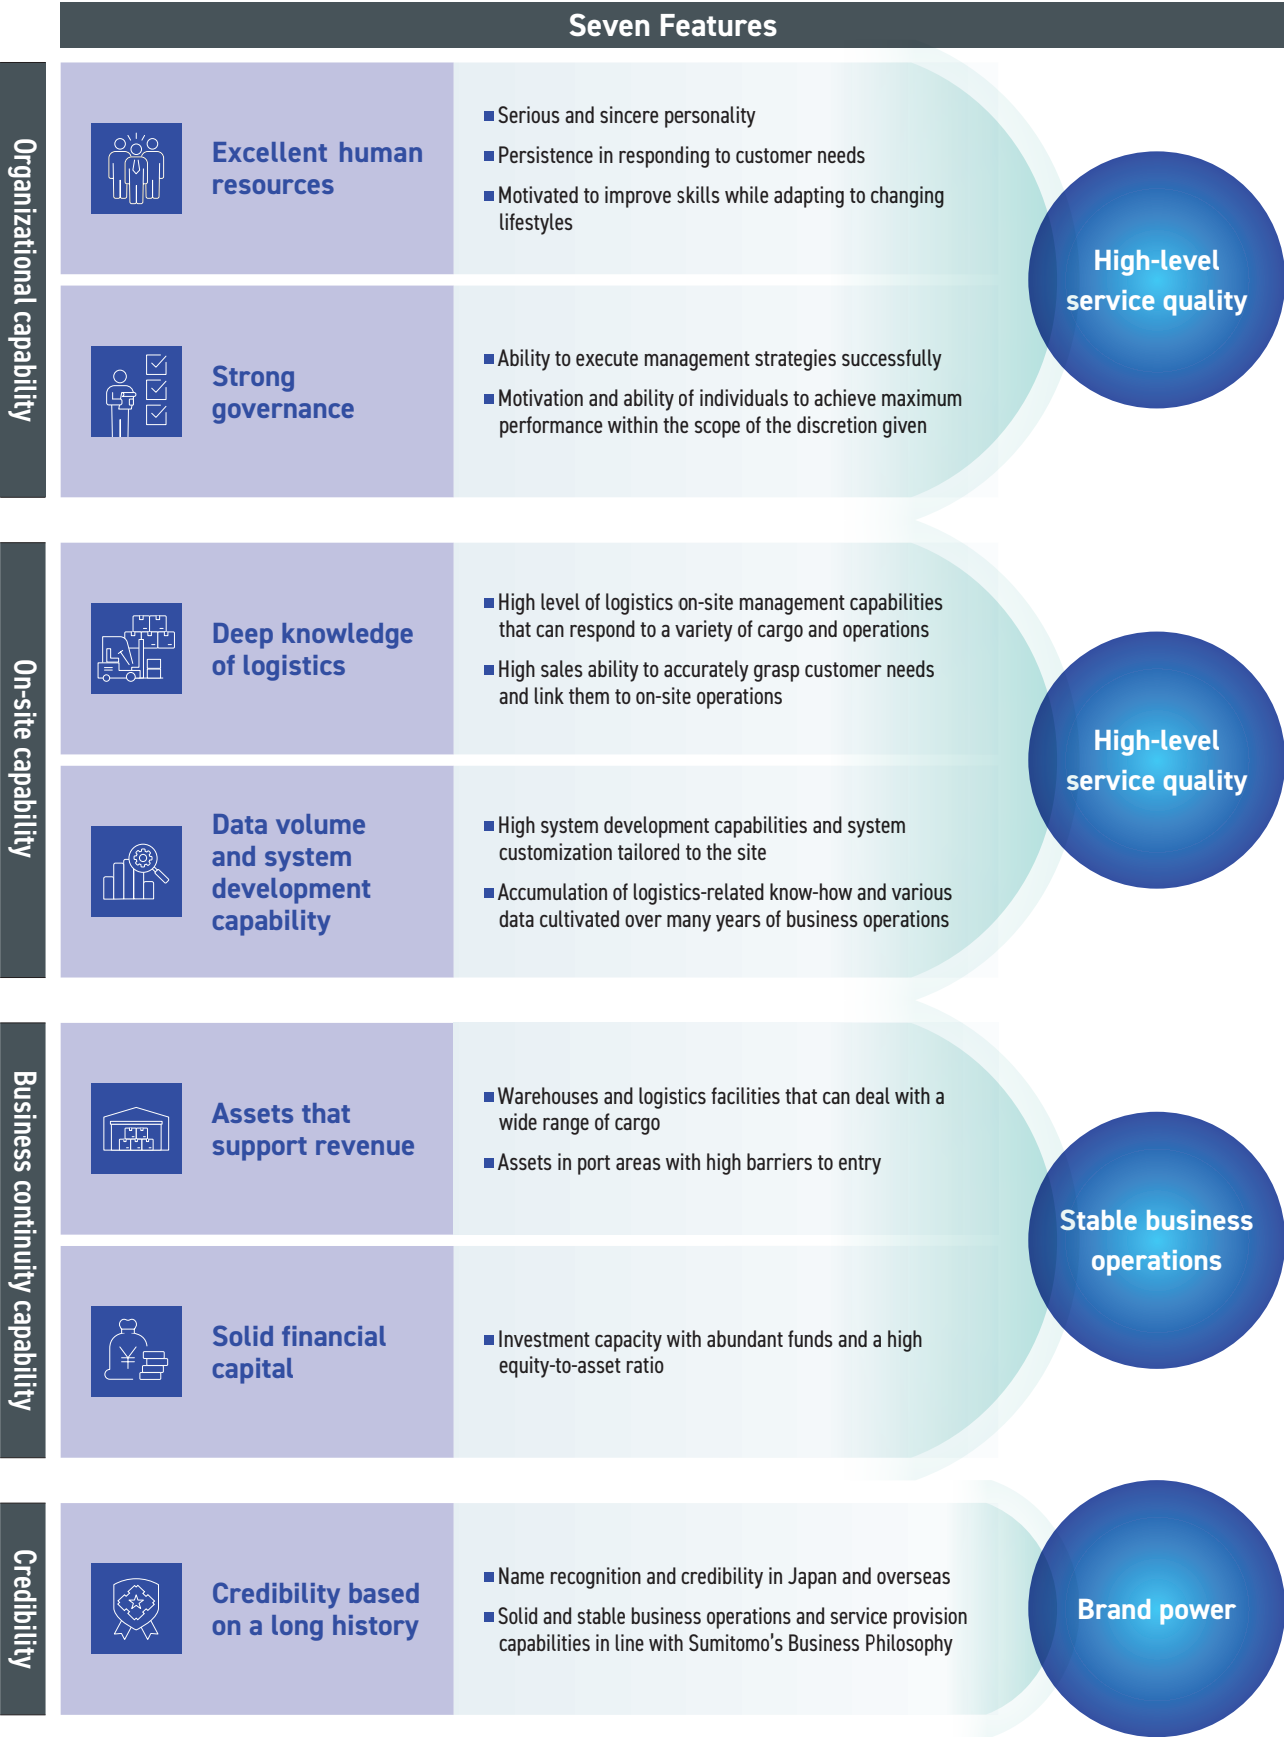 Seven Features
Organizational capability
Excellent human
resources
■ Serious and sincere personality
■ Persistence in responding to customer needs
■ Motivated to improve skills while adapting to changing
lifestyles
Strong
governance
■ Ability to execute management strategies successfully
■ Motivation and ability of individuals to achieve maximum
performance within the scope of the discretion given
High-level
service quality
On-site capability
Deep knowledge
of logistics
■ High level of logistics on-site management capabilities
that can respond to a variety of cargo and operations
■ High sales ability to accurately grasp customer needs
and link them to on-site operations
Data volume
and system
development
capability
■ High system development capabilities and system
customization tailored to the site
■ Accumulation of logistics-related know-how and various
data cultivated over many years of business operations
High-level
service quality
Business continuity capability
Assets that
support revenue
■ Warehouses and logistics facilities that can deal with a
wide range of cargo
■ Assets in port areas with high barriers to entry
¥
Solid financial
capital
■ Investment capacity with abundant funds and a high
equity-to-asset ratio
Stable business
operations
Credibility
Credibility based
on a long history
■ Name recognition and credibility in Japan and overseas
■ Solid and stable business operations and service provision
capabilities in line with Sumitomo's Business Philosophy
Brand power